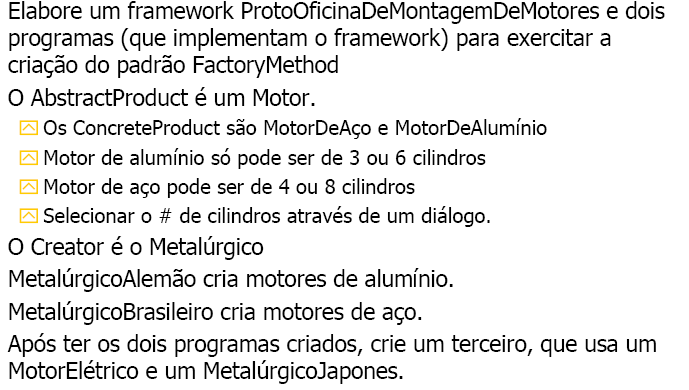 Elabore um framework ProtoOficinaDeMontagemDeMotores e dois
programas (que implementam o framework) para exercitar a
criação do padrão FactoryMethod
O AbstractProduct é um Motor.
Os ConcreteProduct são MotorDeAço e MotorDeAlumínio
Motor de alumínio só pode ser de 3 ou 6 cilindros
Motor de aço pode ser de 4 ou 8 cilindros
Selecionar o # de cilindros através de um diálogo.
O Creator é o Metalúrgico
MetalúrgicoAlemão cria motores de alumínio.
MetalúrgicoBrasileiro cria motores de aço.
Após ter os dois programas criados, crie um terceiro, que usa um
MotorElétrico e um MetalúrgicoJapones.